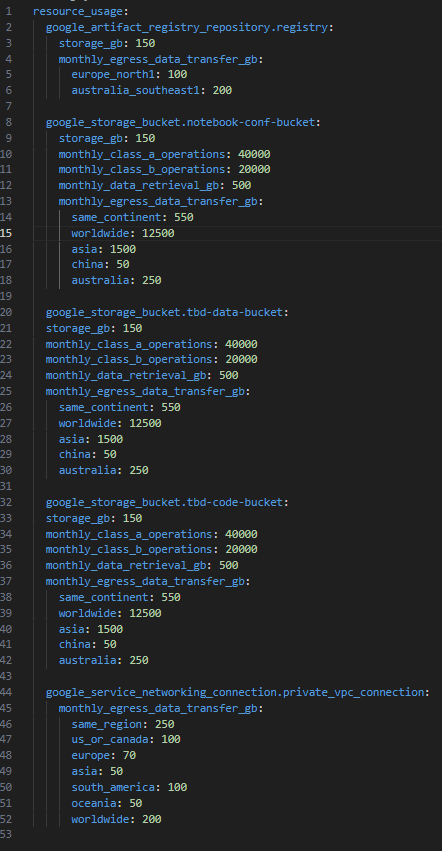 1 resource_usage:
2   google_artifact_registry_repository.registry:
3     storage_gb: 150
4     monthly_egress_data_transfer_gb:
5       europe_north1: 100
6       australia_southeast1: 200
7
8   google_storage_bucket.notebook-conf-bucket:
9     storage_gb: 150
10     monthly_class_a_operations: 40000
11     monthly_class_b_operations: 20000
12     monthly_data_retrieval_gb: 500
13     monthly_egress_data_transfer_gb:
14       same_continent: 550
15       worldwide: 12500
16       asia: 1500
17       china: 50
18       australia: 250
19
20   google_storage_bucket.tbd-data-bucket:
21   storage_gb: 150
22   monthly_class_a_operations: 40000
23   monthly_class_b_operations: 20000
24   monthly_data_retrieval_gb: 500
25   monthly_egress_data_transfer_gb:
26     same_continent: 550
27     worldwide: 12500
28     asia: 1500
29     china: 50
30     australia: 250
31
32   google_storage_bucket.tbd-code-bucket:
33   storage_gb: 150
34   monthly_class_a_operations: 40000
35   monthly_class_b_operations: 20000
36   monthly_data_retrieval_gb: 500
37   monthly_egress_data_transfer_gb:
38     same_continent: 550
39     worldwide: 12500
40     asia: 1500
41     china: 50
42     australia: 250
43
44   google_service_networking_connection.private_vpc_connection:
45     monthly_egress_data_transfer_gb:
46       same_region: 250
47       us_or_canada: 100
48       europe: 70
49       asia: 50
50       south_america: 100
51       oceania: 50
52       worldwide: 200
53